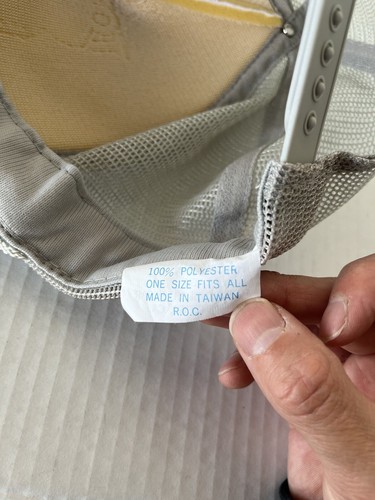 100% POLYESTER
ONE SIZE FITS ALL
MADE IN TAIWAN
R.O.C.